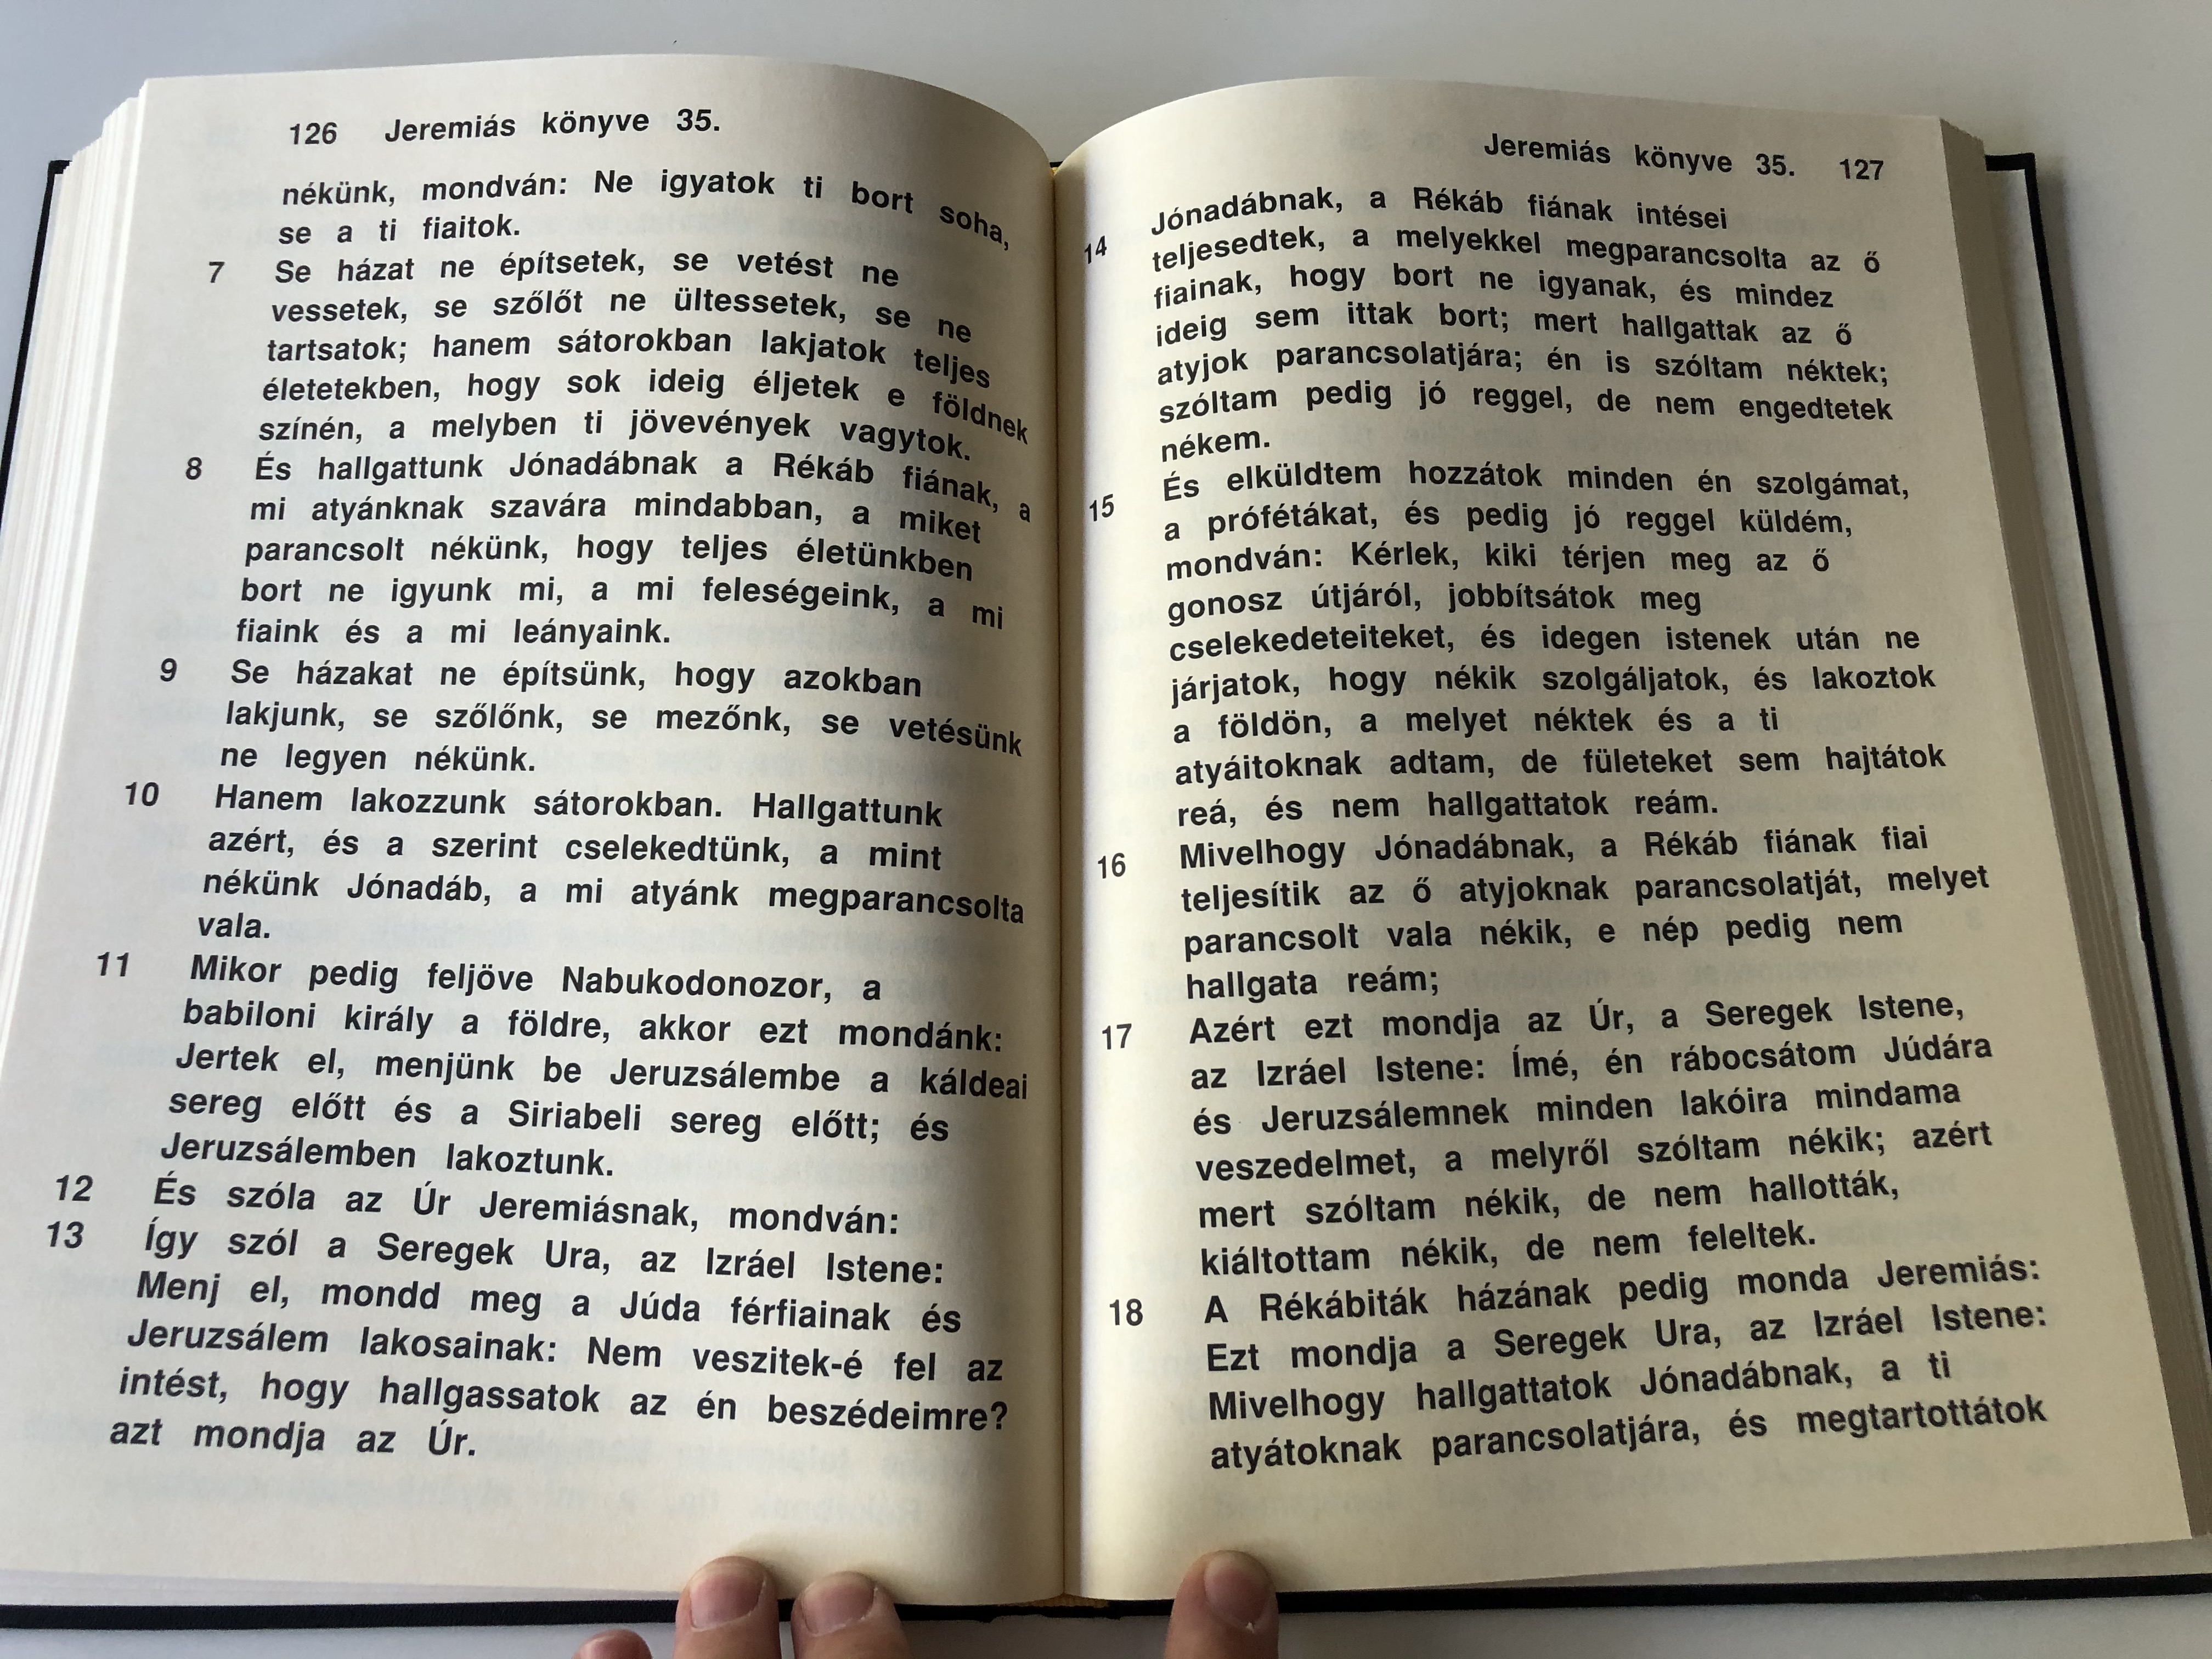 126 Jeremiás könyve 35.
nékünk, mondván: Ne igyatok ti bort soha,
se a ti fiaitok.
7 Se házat ne építsetek, se vetést ne
vessetek, se szőlőt ne ültessetek, se ne
tartsatok; hanem sátorokban lakjatok teljes
életetekben, hogy sok ideig éljetek e földnek
színén, a melyben ti jövevények vagytok.
8 És hallgattunk Jónadábnak a Rékáb fiának, a
mi atyánknak szavára mindabban, a miket
parancsolt nékünk, hogy teljes életünkben
bort ne igyunk mi, a mi feleségeink, a mi
fiaink és a mi leányaink.
9 Se házakat ne építsünk, hogy azokban
lakjunk, se szőlőnk, se mezőnk, se vetésünk
ne legyen nékünk.
10 Hanem lakozzunk sátorokban. Hallgattunk
azért, és a szerint cselekedtünk, a mint
nékünk Jónadáb, a mi atyánk megparancsolta
vala.
11 Mikor pedig feljöve Nabukodonozor, a
babiloni király a földre, akkor ezt mondánk:
Jertek el, menjünk be Jeruzsálembe a káldeai
sereg előtt és a Siriabeli sereg előtt; és
Jeruzsálemben lakoztunk.
12 És szóla az Úr Jeremiásnak, mondván:
13 Így szól a Seregek Ura, az Izráel Istene:
Menj el, mondd meg a Júda férfiainak és
Jeruzsálem lakosainak: Nem veszitek-é fel az
intést, hogy hallgassatok az én beszédeimre?
azt mondja az Úr.
Jeremiás könyve 35. 127
14 Jónadábnak, a Rékáb fiának intései
teljesedtek, a melyekkel megparancsolta az ő
fiainak, hogy bort ne igyanak, és mindez
ideig sem ittak bort; mert hallgattak az ő
atyjok parancsolatjára; én is szóltam néktek;
szóltam pedig jó reggel, de nem engedtetek
nékem.
15 És elküldtem hozzátok minden én szolgámat,
a prófétákat, és pedig jó reggel küldém,
mondván: Kérlek, kiki térjen meg az ő
gonosz útjáról, jobbítsátok meg
cselekedeteiteket, és idegen istenek után ne
járjatok, hogy nékik szolgáljatok, és lakoztok
a földön, a melyet néktek és a ti
atyáitoknak adtam, de fületeket sem hajtátok
reá, és nem hallgattatok reám.
16 Mivelhogy Jónadábnak, a Rékáb fiának fiai
teljesítik az ő atyjoknak parancsolatját, melyet
parancsolt vala nékik, e nép pedig nem
hallgata reám;
17 Azért ezt mondja az Úr, a Seregek Istene,
az Izráel Istene: Ímé, én rábocsátom Júdára
és Jeruzsálemnek minden lakóira mindama
veszedelmet, a melyről szóltam nékik; azért
mert szóltam nékik, de nem hallották,
kiáltottam nékik, de nem feleltek.
18 A Rékábiták házának pedig monda Jeremiás:
Ezt mondja a Seregek Ura, az Izráel Istene:
Mivelhogy hallgattatok Jónadábnak, a ti
atyátoknak parancsolatjára, és megtartottátok